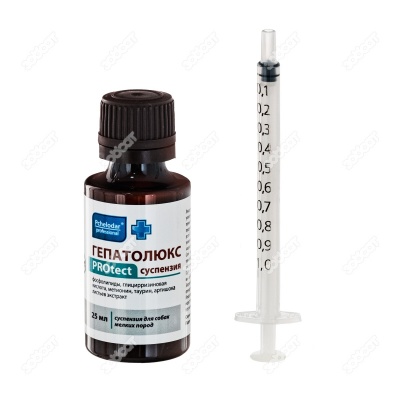 Pchelodar
professional
ГЕПАТОЛЮКС
PROtect суспензия
Фосфолипиды, глицирризиновая
кислота, метионин, таурин, артишока
листьев экстракт
25 мл
суспензия для собак
мелких пород
0,1
0,2
0,3
0,4
0,5
0,6
0,7
0,8
0,9
1,0